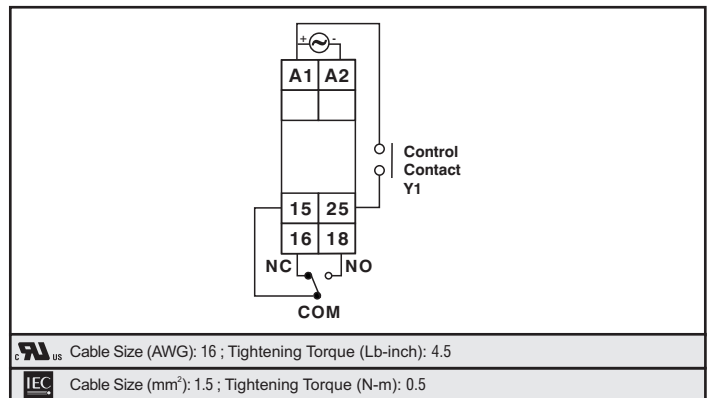 + -
A1 A2
Control
Contact
Y1
15 25
16 18
NC NO
COM
c RU us Cable Size (AWG): 16 ; Tightening Torque (Lb-inch): 4.5
IEC Cable Size (mm²): 1.5 ; Tightening Torque (N-m): 0.5